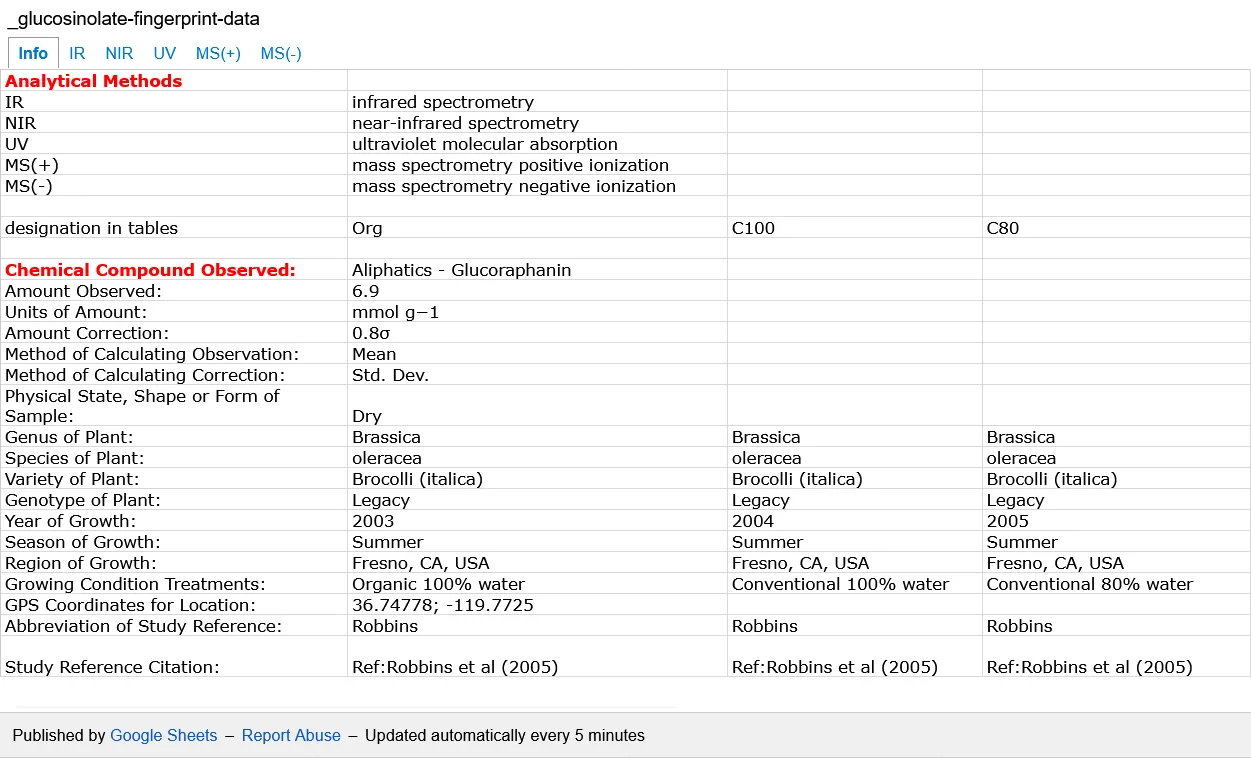 _glucosinolate-fingerprint-data
Info IR NIR UV MS(+) MS(-)
Analytical Methods
IR infrared spectrometry
NIR near-infrared spectrometry
UV ultraviolet molecular absorption
MS(+) mass spectrometry positive ionization
MS(-) mass spectrometry negative ionization
designation in tables Org C100 C80
Chemical Compound Observed: Aliphatics - Glucoraphanin
Amount Observed: 6.9
Units of Amount: mmol g−1
Amount Correction: 0.8σ
Method of Calculating Observation: Mean
Method of Calculating Correction: Std. Dev.
Physical State, Shape or Form of
Sample: Dry
Genus of Plant: Brassica Brassica Brassica
Species of Plant: oleracea oleracea oleracea
Variety of Plant: Brocolli (italica) Brocolli (italica) Brocolli (italica)
Genotype of Plant: Legacy Legacy Legacy
Year of Growth: 2003 2004 2005
Season of Growth: Summer Summer Summer
Region of Growth: Fresno, CA, USA Fresno, CA, USA Fresno, CA, USA
Growing Condition Treatments: Organic 100% water Conventional 100% water Conventional 80% water
GPS Coordinates for Location: 36.74778; -119.7725
Abbreviation of Study Reference: Robbins Robbins Robbins
Study Reference Citation: Ref:Robbins et al (2005) Ref:Robbins et al (2005) Ref:Robbins et al (2005)
Published by Google Sheets – Report Abuse – Updated automatically every 5 minutes